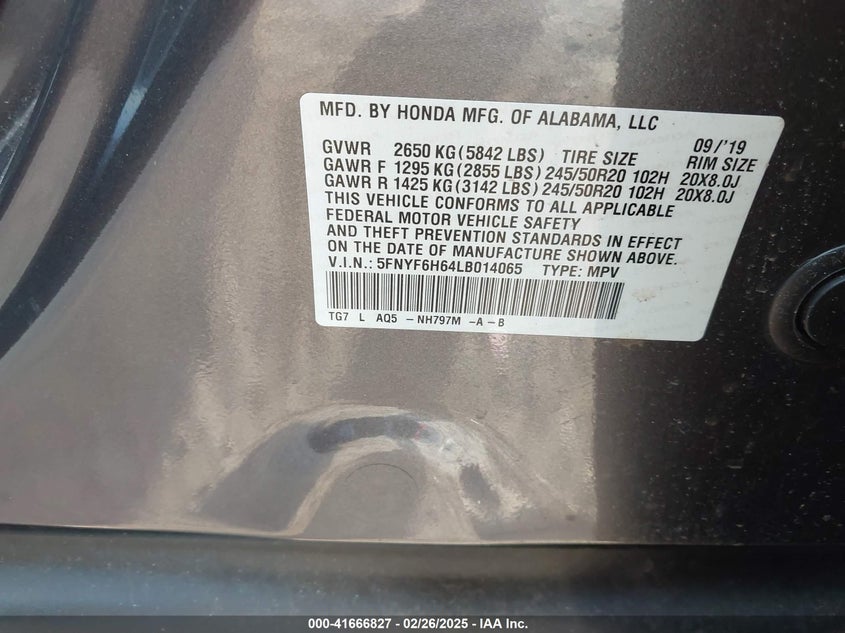 MFD. BY HONDA MFG. OF ALABAMA, LLC 09/'19
GVWR 2650 KG (5842 LBS) TIRE SIZE RIM SIZE
GAWR F 1295 KG (2855 LBS) 245/50R20 102H 20X8.0J
GAWR R 1425 KG (3142 LBS) 245/50R20 102H 20X8.0J
THIS VEHICLE CONFORMS TO ALL APPLICABLE
FEDERAL MOTOR VEHICLE SAFETY
AND THEFT PREVENTION STANDARDS IN EFFECT
ON THE DATE OF MANUFACTURE SHOWN ABOVE.
V.I.N.: 5FNYF6H64LB014065 TYPE: MPV
TG7 L AQ5 -NH797M -A-B
000-41666827 - 02/26/2025 - IAA Inc.